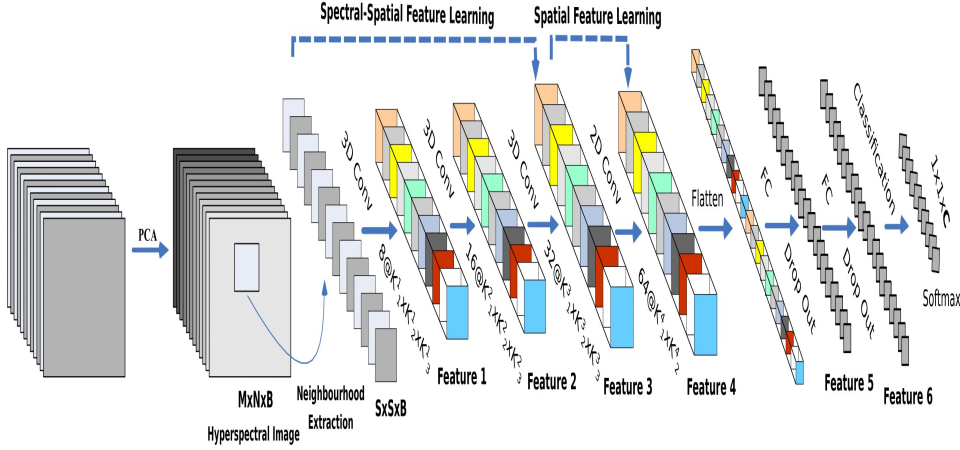 Spectral-Spatial Feature Learning
Spatial Feature Learning
PCA
3D Conv
3D Conv
3D Conv
2D Conv
Flatten
FC
FC
Classification
1x1xC
Drop Out
Drop Out
Softmax
Feature 1
Feature 2
Feature 3
Feature 4
Feature 5
Feature 6
MxNxB
Hyperspectral Image
Neighbourhood
Extraction
SxSxB